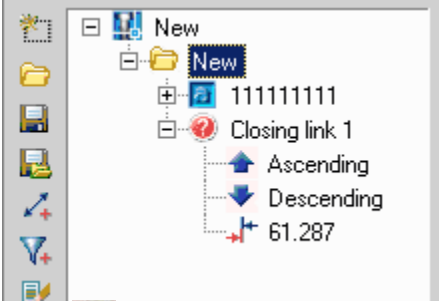 New
New
111111111
Closing link 1
Ascending
Descending
61.287